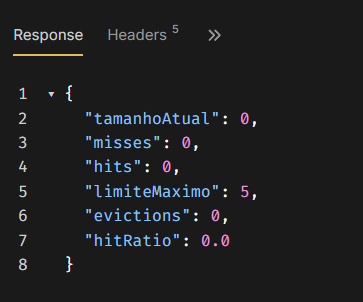 Response Headers 5 »
1 ▾ {
2 "tamanhoAtual": 0,
3 "misses": 0,
4 "hits": 0,
5 "limiteMaximo": 5,
6 "evictions": 0,
7 "hitRatio": 0.0
8 }